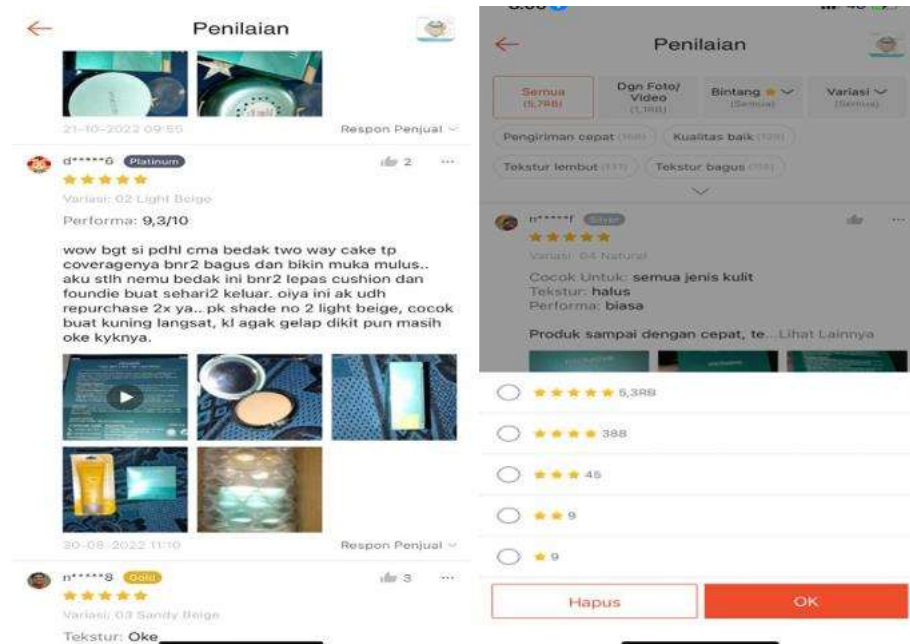 Penilaian
21-10-2022 09:55
Respon Penjual
d*****6 Platinum
2
Variasi: 02 Light Beige
Performa: 9,3/10
wow bgt si pdhl cma bedak two way cake tp
coveragenya bnr2 bagus dan bikin muka mulus..
aku stlh nemu bedak ini bnr2 lepas cushion dan
foundie buat sehari2 keluar. oiya ini ak udh
repurchase 2x ya.. pk shade no 2 light beige, cocok
buat kuning langsat, kl agak gelap dikit pun masih
oke kyknya.
30-08-2022 11:10
Respon Penjual
n*****8 Gold
3
Variasi: 03 Sandy Beige
Tekstur: Oke
Penilaian
Semua
(5,7RB)
Dgn Foto/
Video
(1,1RB)
Bintang
(Semua)
Variasi
(Semua)
Pengiriman cepat (168)
Kualitas baik
Tekstur lembut
Tekstur bagus
n*****f Silver
Variasi: 04 Natural
Cocok Untuk: semua jenis kulit
Tekstur: halus
Performa: biasa
Produk sampai dengan cepat, te...Lihat Lainnya
5,3RB
388
45
9
9
Hapus
OK